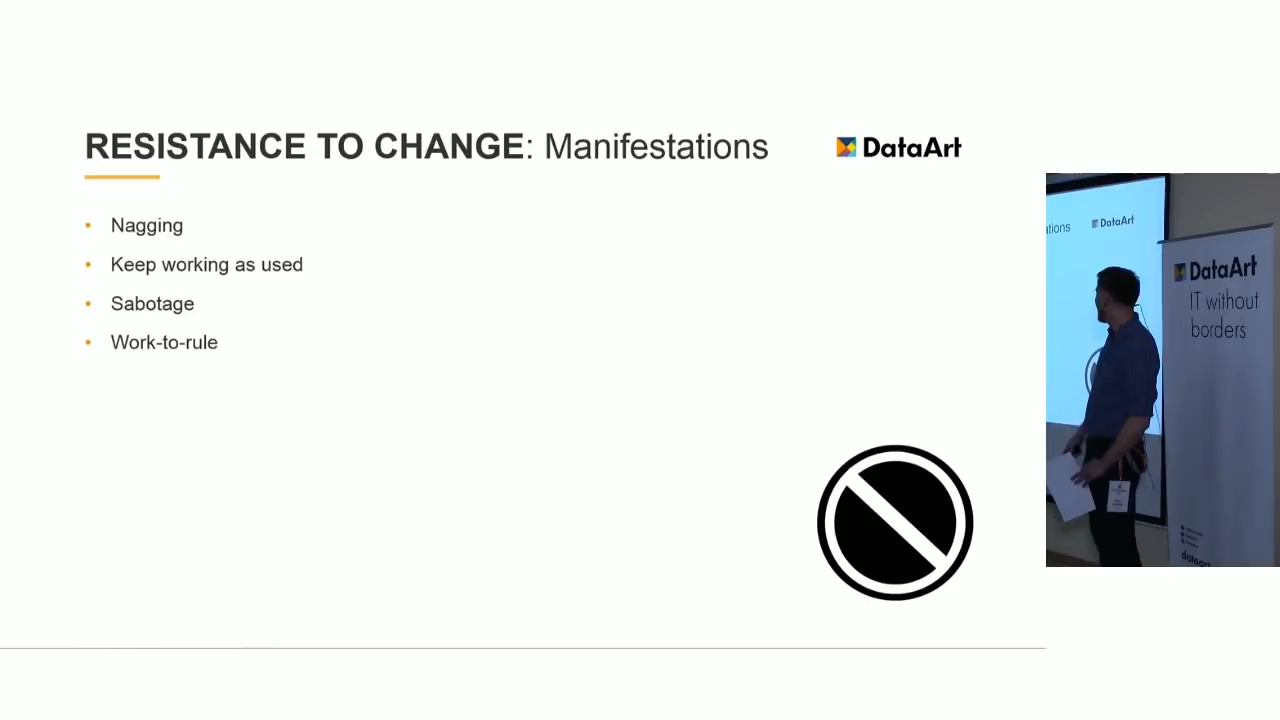 RESISTANCE TO CHANGE: Manifestations
DataArt
• Nagging
• Keep working as used
• Sabotage
• Work-to-rule
ations
DataArt
DataArt
IT without
borders
dataart